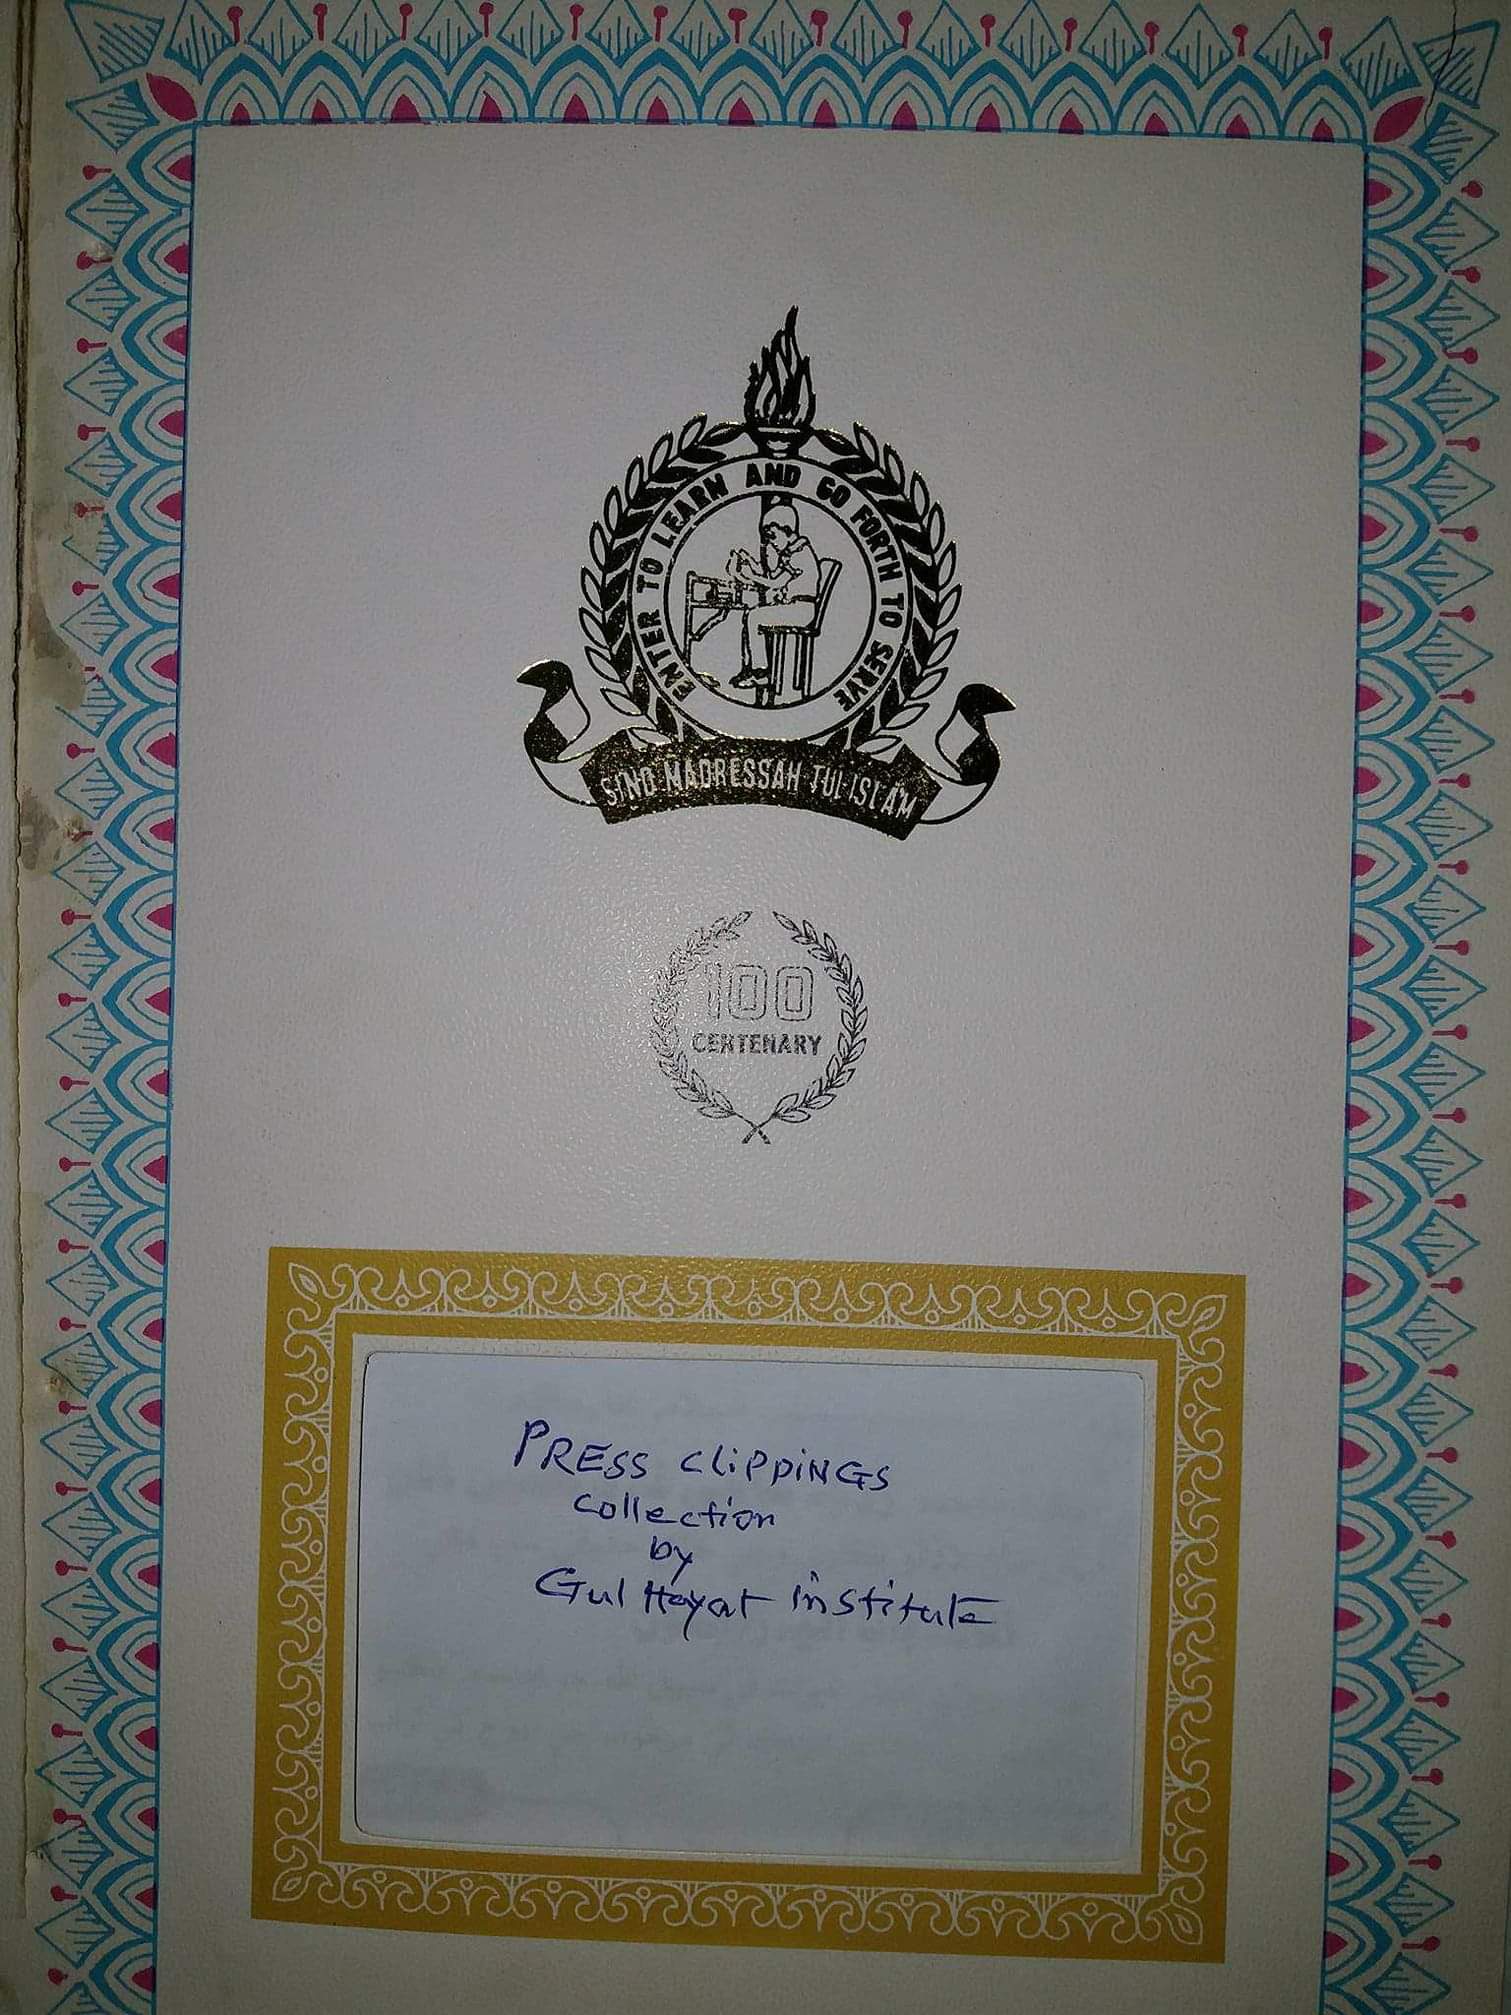 ENTER TO LEARN AND GO FORTH TO SERVE
SIND MADRESSAH TUL ISLAM
100
CENTENARY
PRESS CLiPPiNGS
collection
by
Gul Hayat institute